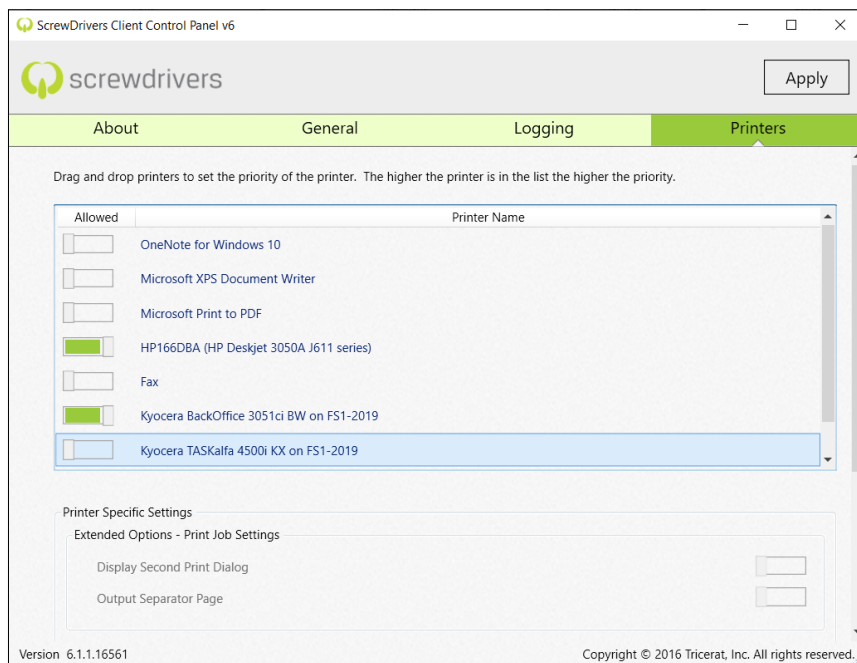 ScrewDrivers Client Control Panel v6
screwdrivers
Apply
About General Logging Printers
Drag and drop printers to set the priority of the printer. The higher the printer is in the list the higher the priority.
Allowed Printer Name
OneNote for Windows 10
Microsoft XPS Document Writer
Microsoft Print to PDF
HP166DBA (HP Deskjet 3050A J611 series)
Fax
Kyocera BackOffice 3051ci BW on FS1-2019
Kyocera TASKalfa 4500i KX on FS1-2019
Printer Specific Settings
Extended Options - Print Job Settings
Display Second Print Dialog
Output Separator Page
Version 6.1.1.16561 Copyright © 2016 Tricerat, Inc. All rights reserved.